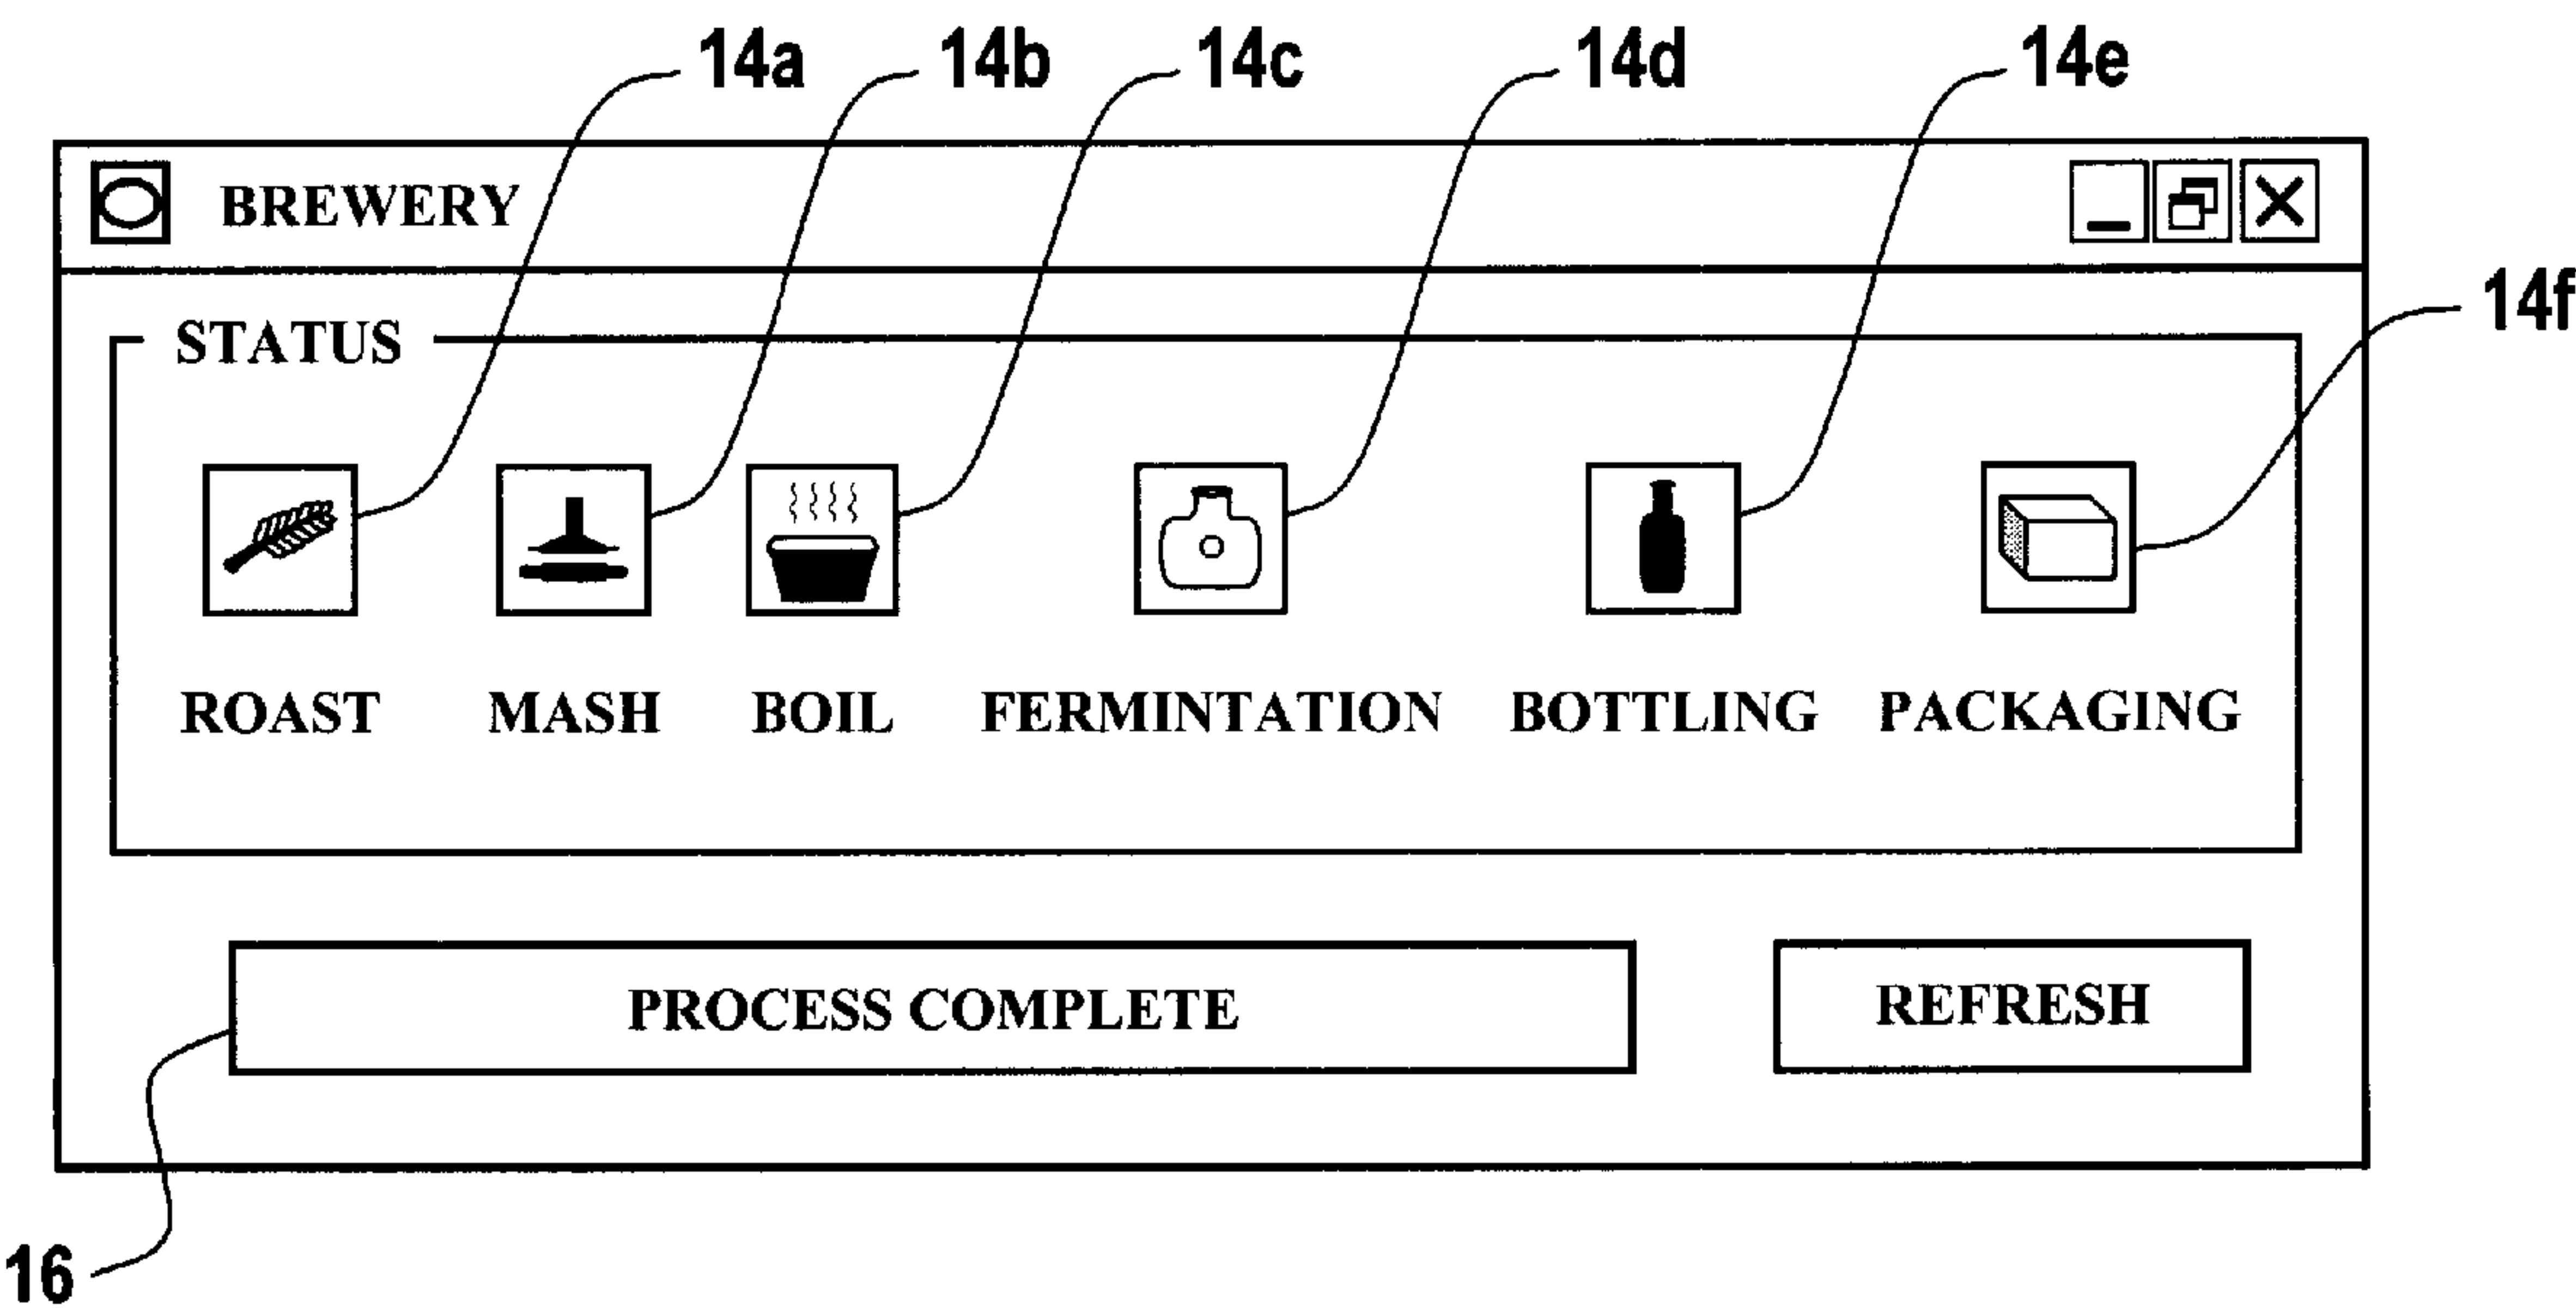 14a 14b 14c 14d 14e
BREWERY
14f
STATUS
ROAST MASH BOIL FERMINTATION BOTTLING PACKAGING
PROCESS COMPLETE REFRESH
16